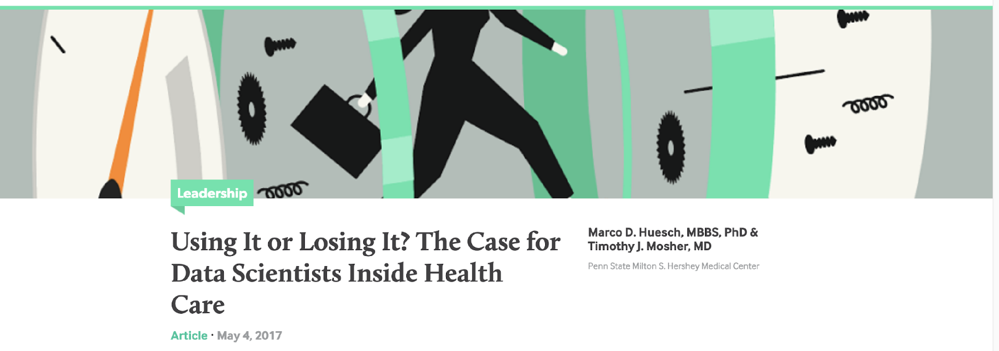 Leadership
Using It or Losing It? The Case for
Data Scientists Inside Health
Care
Article · May 4, 2017
Marco D. Huesch, MBBS, PhD &
Timothy J. Mosher, MD
Penn State Milton S. Hershey Medical Center